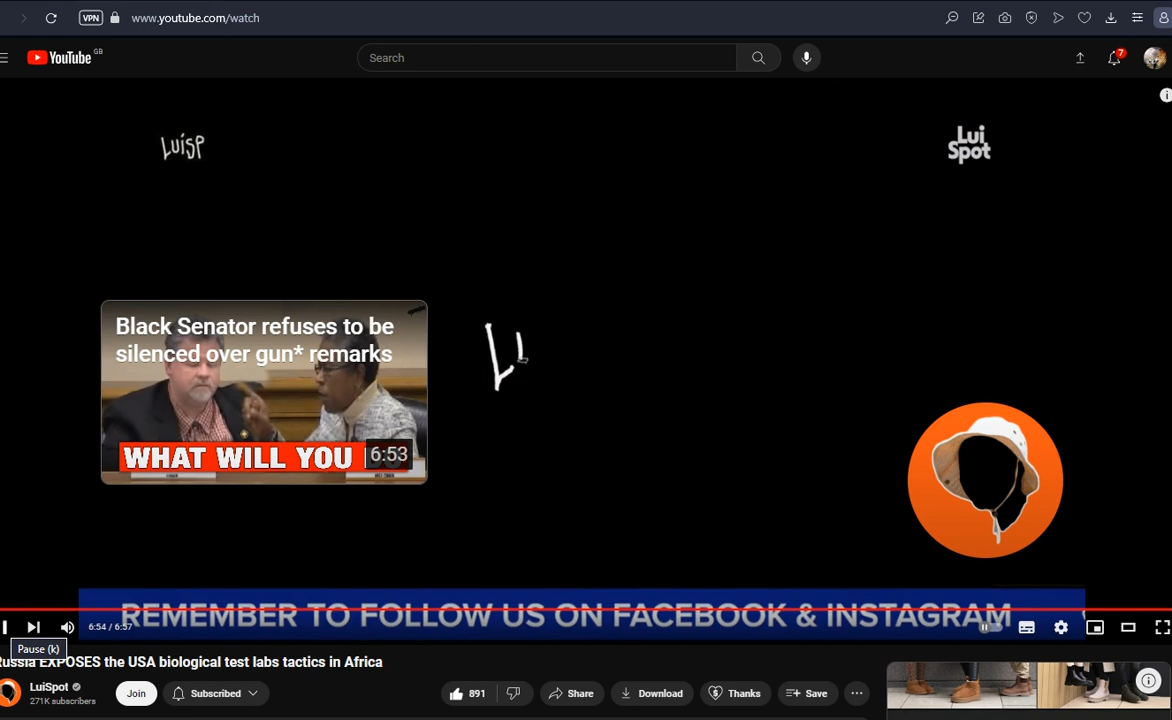 VPN www.youtube.com/watch
YouTube GB
Search
7
LuisP
Lui
Spot
Black Senator refuses to be
silenced over gun* remarks
WHAT WILL YOU
6:53
REMEMBER TO FOLLOW US ON FACEBOOK & INSTAGRAM
6:54 / 6:57
Pause (k)
Russia EXPOSES the USA biological test labs tactics in Africa
LuiSpot
271K subscribers
Join
Subscribed
891
Share
Download
Thanks
Save